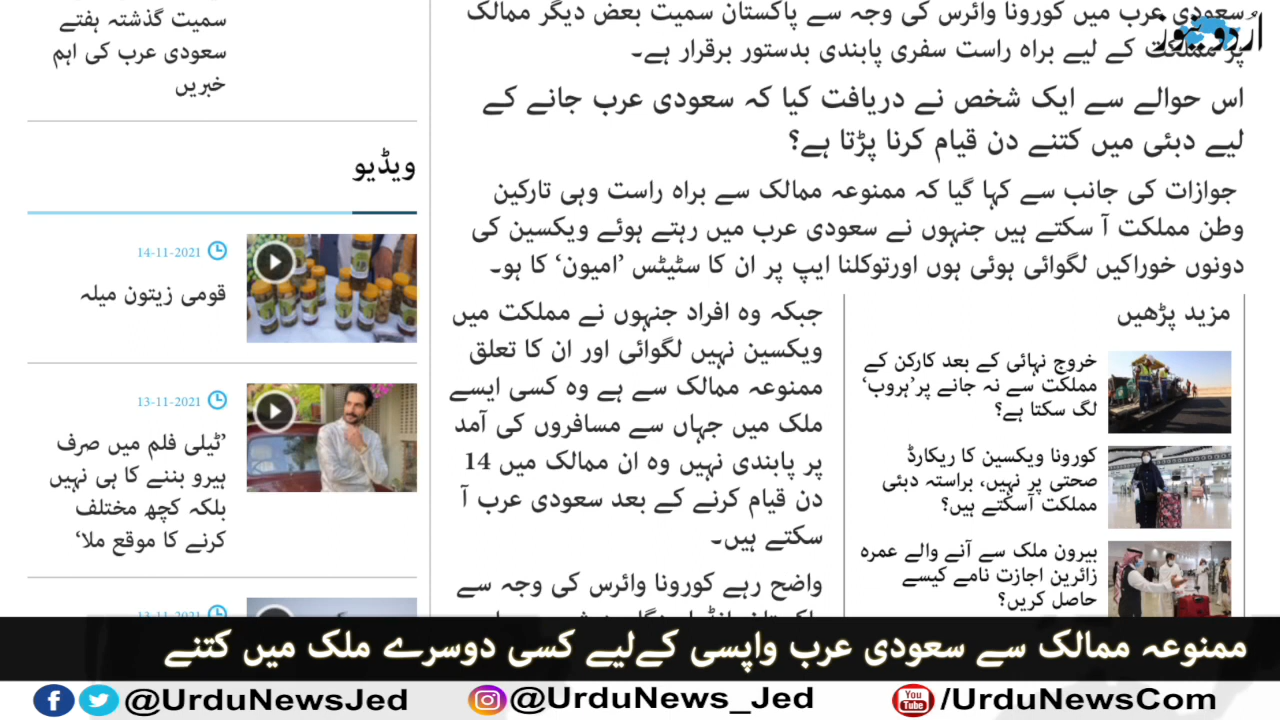 سعودی عرب میں کورونا وائرس کی وجہ سے پاکستان سمیت بعض دیگر ممالک
پر مملکت کے لیے براہ راست سفری پابندی بدستور برقرار ہے۔
اردو نیوز
اس حوالے سے ایک شخص نے دریافت کیا کہ سعودی عرب جانے کے
لیے دبئی میں کتنے دن قیام کرنا پڑتا ہے؟
جوازات کی جانب سے کہا گیا کہ ممنوعہ ممالک سے براہ راست وہی تارکین
وطن مملکت آ سکتے ہیں جنہوں نے سعودی عرب میں رہتے ہوئے ویکسین کی
دونوں خوراکیں لگوائی ہوئی ہوں اورتوکلنا ایپ پر ان کا سٹیٹس ’امیون‘ کا ہو۔
مزید پڑھیں
خروج نہائی کے بعد کارکن کے
مملکت سے نہ جانے پر’ہروب‘
لگ سکتا ہے؟
کورونا ویکسین کا ریکارڈ
صحتی پر نہیں، براستہ دبئی
مملکت آسکتے ہیں؟
بیرون ملک سے آنے والے عمرہ
زائرین اجازت نامے کیسے
حاصل کریں؟
جبکہ وہ افراد جنہوں نے مملکت میں
ویکسین نہیں لگوائی اور ان کا تعلق
ممنوعہ ممالک سے ہے وہ کسی ایسے
ملک میں جہاں سے مسافروں کی آمد
پر پابندی نہیں وہ ان ممالک میں 14
دن قیام کرنے کے بعد سعودی عرب آ
سکتے ہیں۔
واضح رہے کورونا وائرس کی وجہ سے
سمیت گذشتہ ہفتے
سعودی عرب کی اہم
خبریں
ویڈیو
14-11-2021
قومی زیتون میلہ
13-11-2021
’ٹیلی فلم میں صرف
ہیرو بننے کا ہی نہیں
بلکہ کچھ مختلف
کرنے کا موقع ملا‘
13-11-2021
ممنوعہ ممالک سے سعودی عرب واپسی کےلیے کسی دوسرے ملک میں کتنے
@UrduNewsJed
@UrduNews_Jed
You Tube
/UrduNewsCom